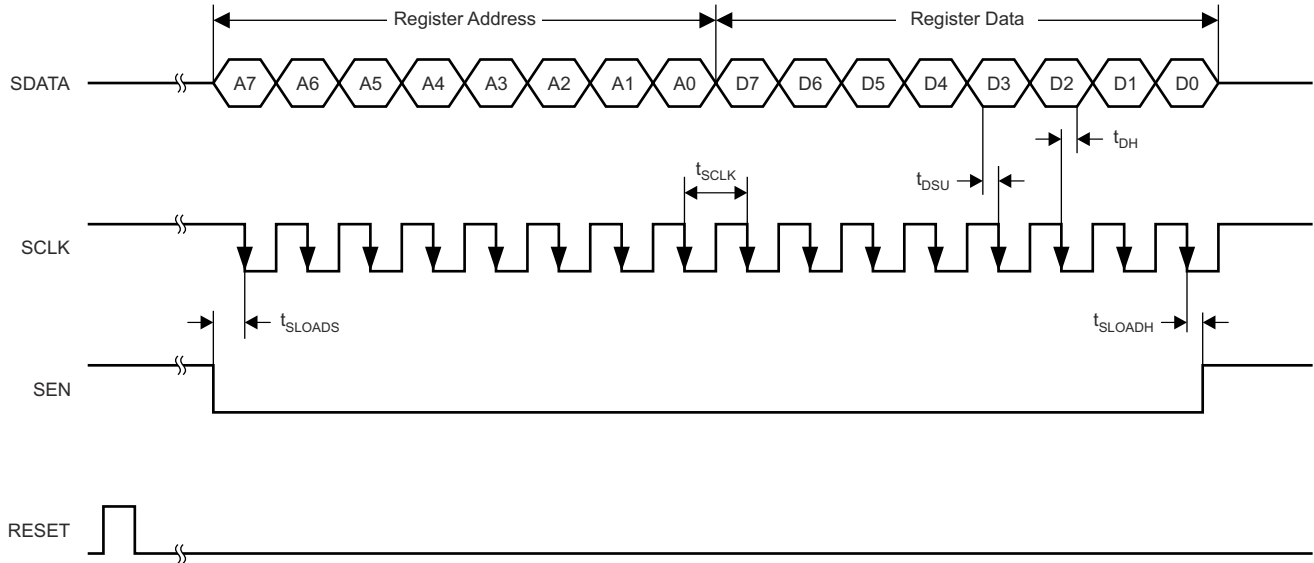 Register Address Register Data
SDATA A7 A6 A5 A4 A3 A2 A1 A0 D7 D6 D5 D4 D3 D2 D1 D0
tDH
tSCLK
tDSU
SCLK
tSLOADS tSLOADH
SEN
RESET